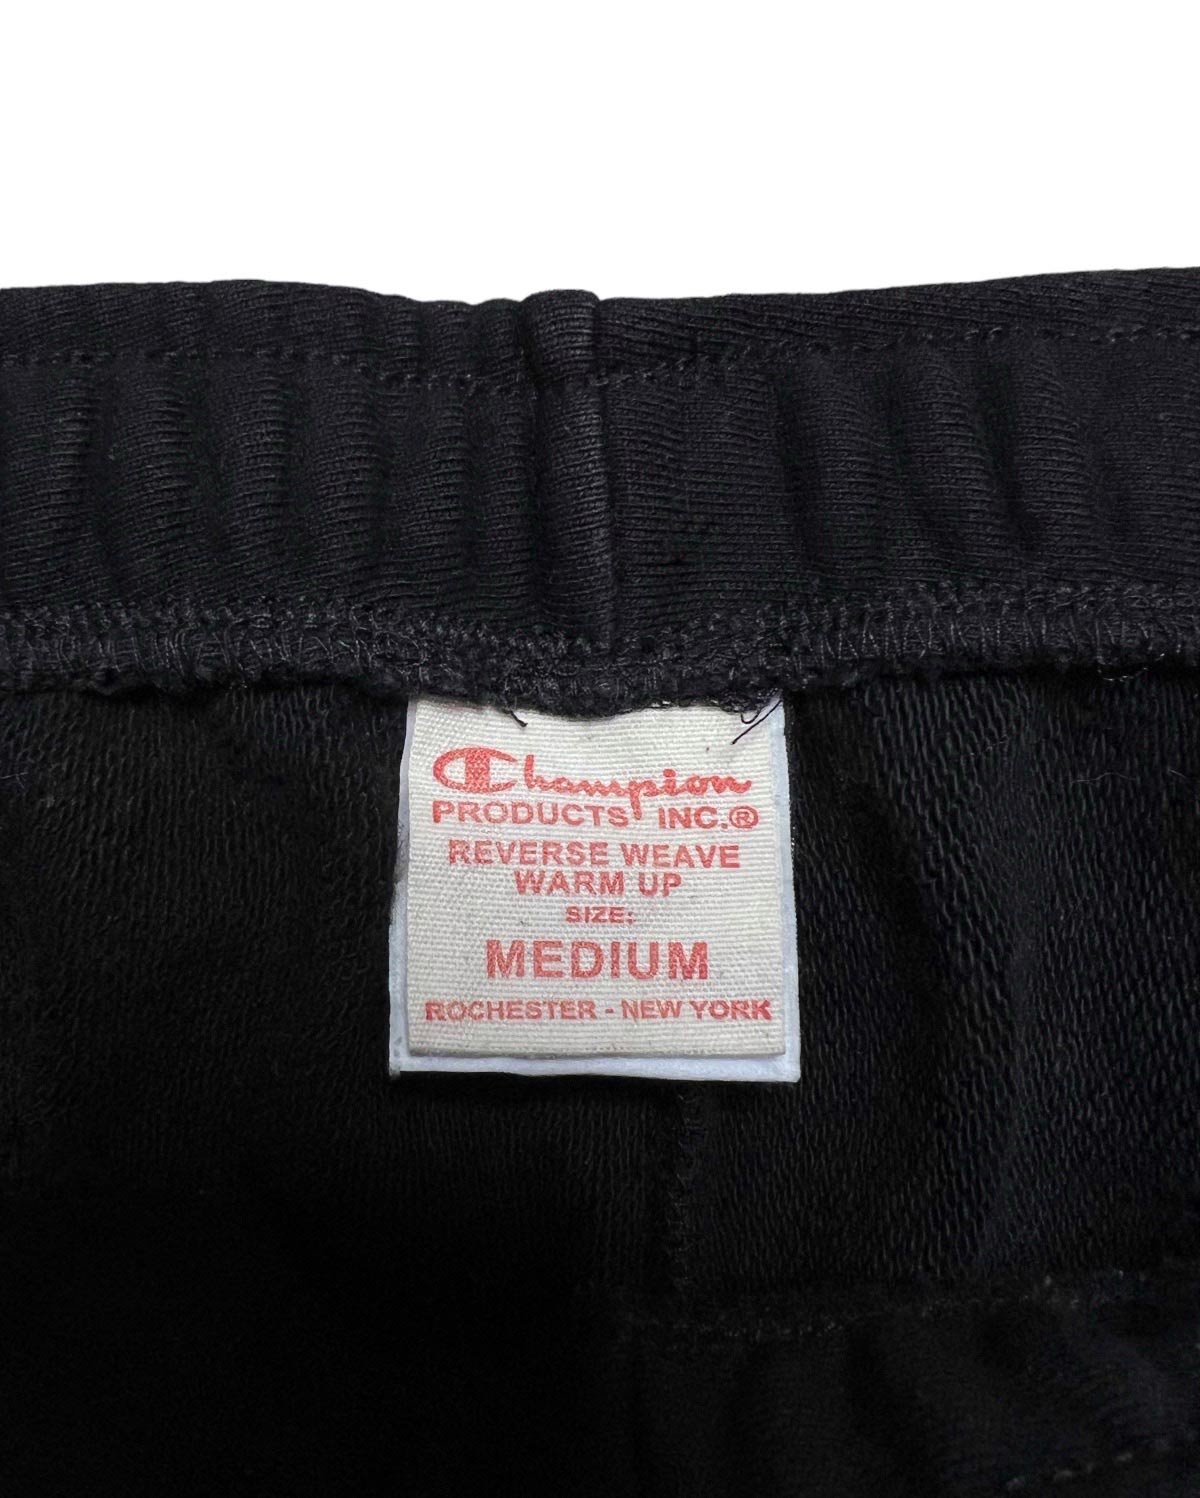 Champion
PRODUCTS INC.®
REVERSE WEAVE
WARM UP
SIZE:
MEDIUM
ROCHESTER - NEW YORK